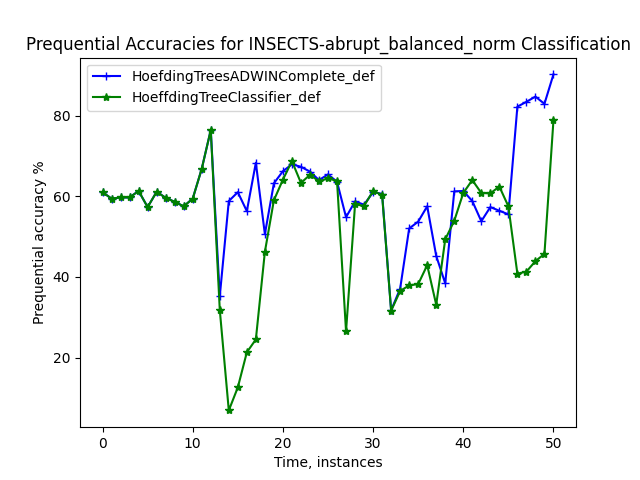 Prequential Accuracies for INSECTS-abrupt_balanced_norm Classification
HoefdingTreesADWINComplete_def
HoeffdingTreeClassifier_def
Prequential accuracy %
80
60
40
20
0 10 20 30 40 50
Time, instances